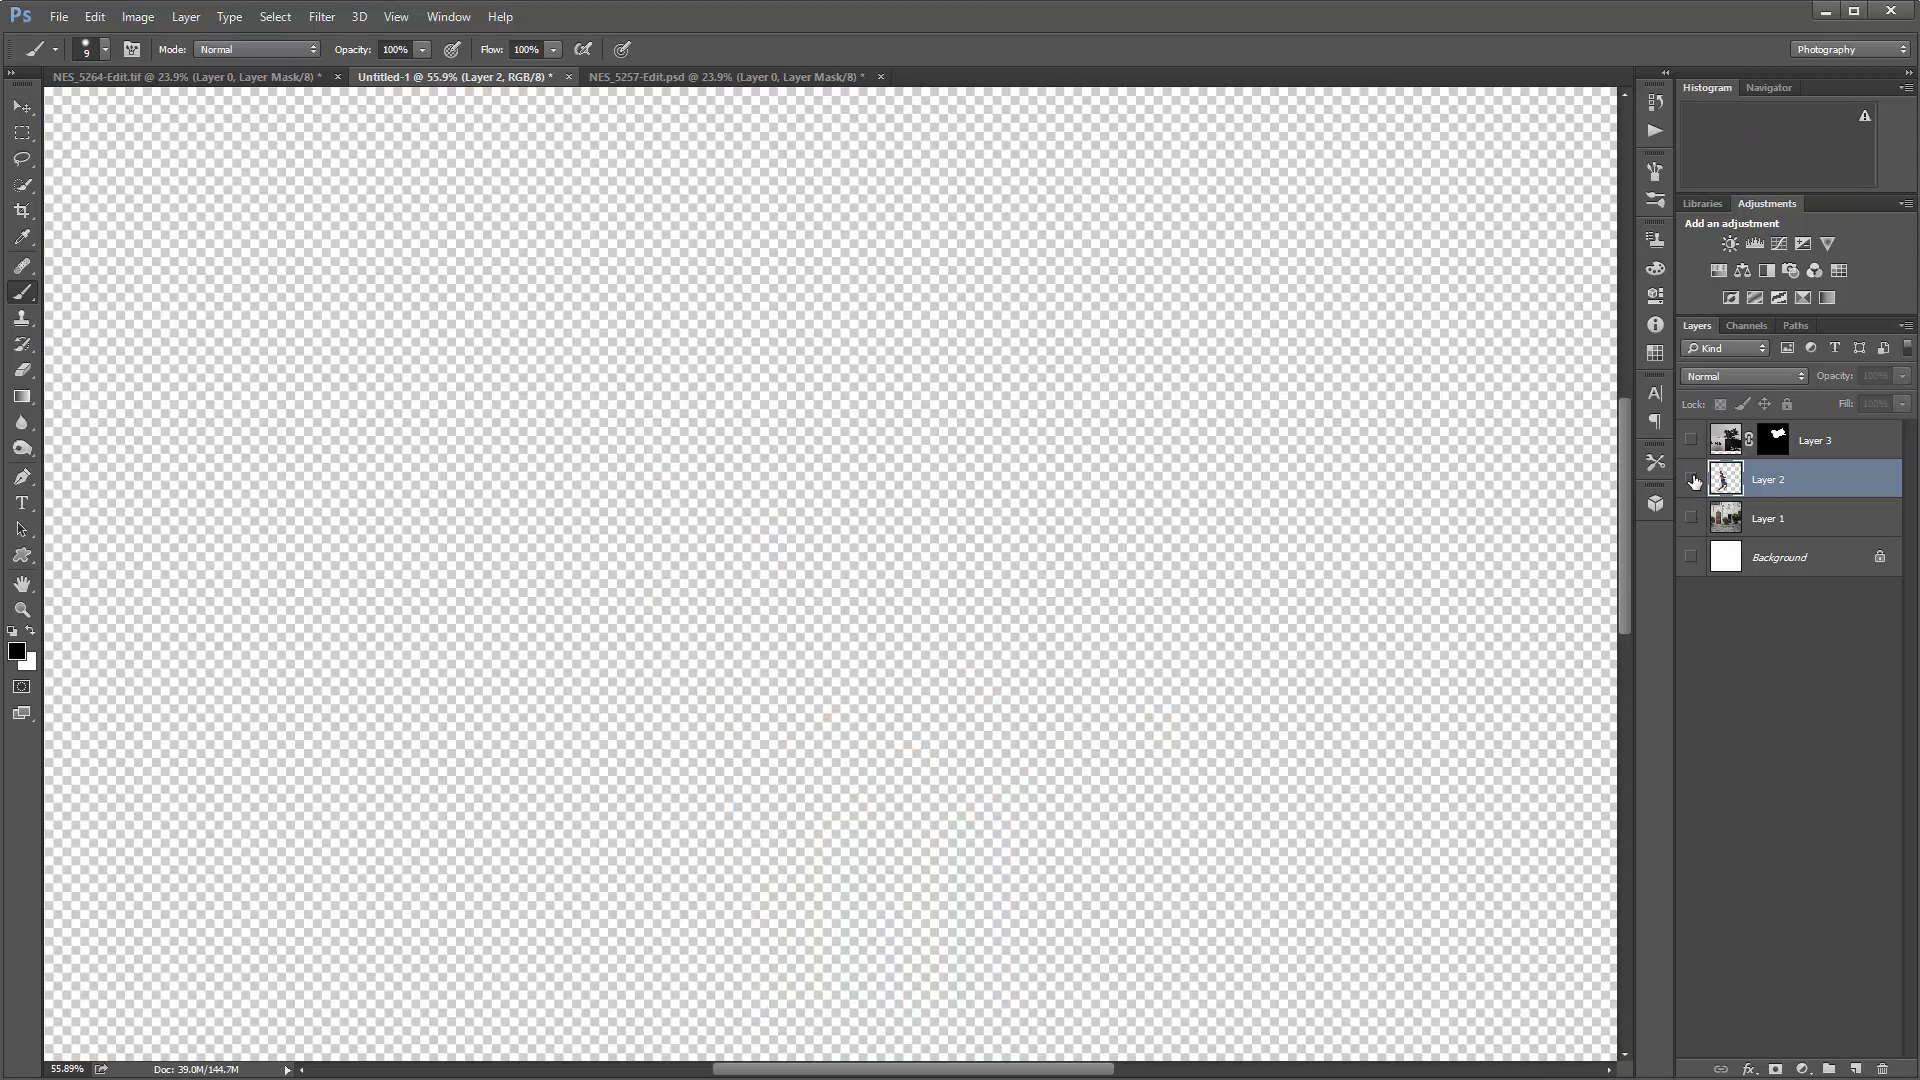 Ps File Edit Image Layer Type Select Filter 3D View Window Help
9 Mode: Normal Opacity: 100% Flow: 100% Photography
NES_5264-Edit.tif @ 23.9% (Layer 0, Layer Mask/8) * × Untitled-1 @ 55.9% (Layer 2, RGB/8) * × NES_5257-Edit.psd @ 23.9% (Layer 0, Layer Mask/8) * ×
Histogram Navigator
Libraries Adjustments
Add an adjustment
Layers Channels Paths
Kind
Normal Opacity: 100%
Lock: Fill: 100%
Layer 3
Layer 2
Layer 1
Background
55.89% Doc: 39.0M/144.7M